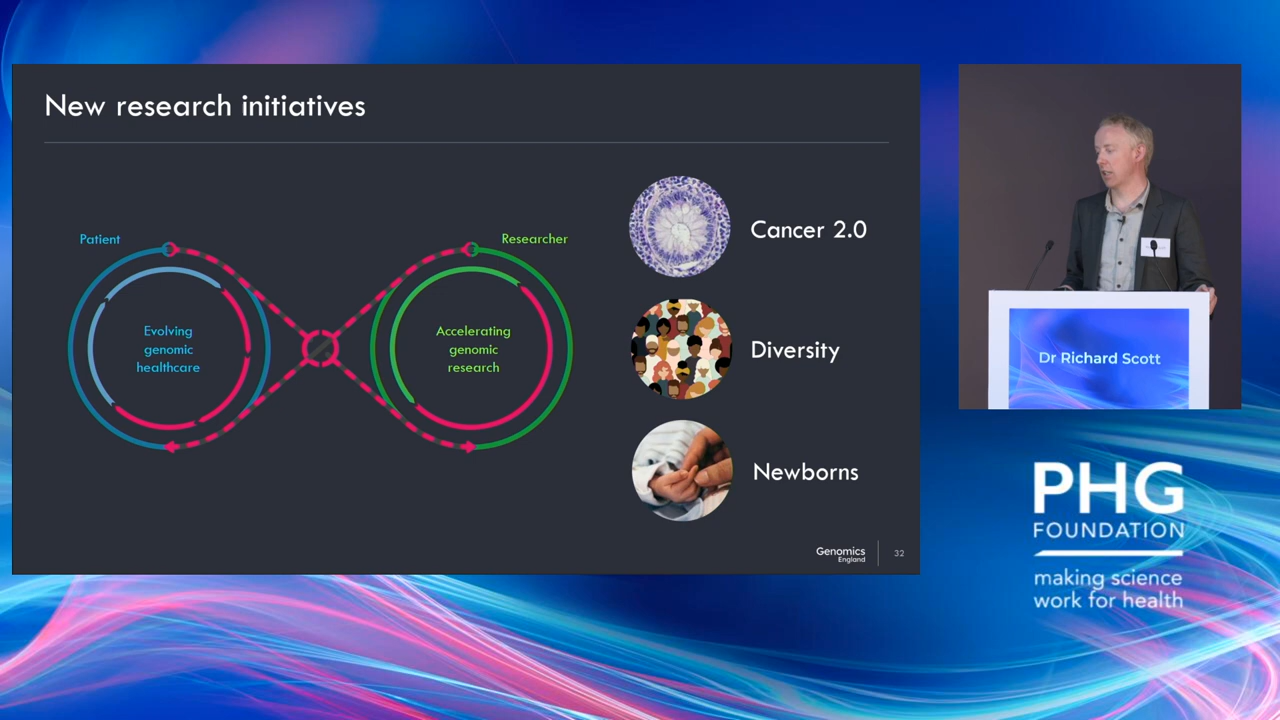 New research initiatives
Patient
Researcher
Evolving
genomic
healthcare
Accelerating
genomic
research
Cancer 2.0
Diversity
Newborns
Genomics
England
32
Dr Richard Scott
PHG
FOUNDATION
making science
work for health